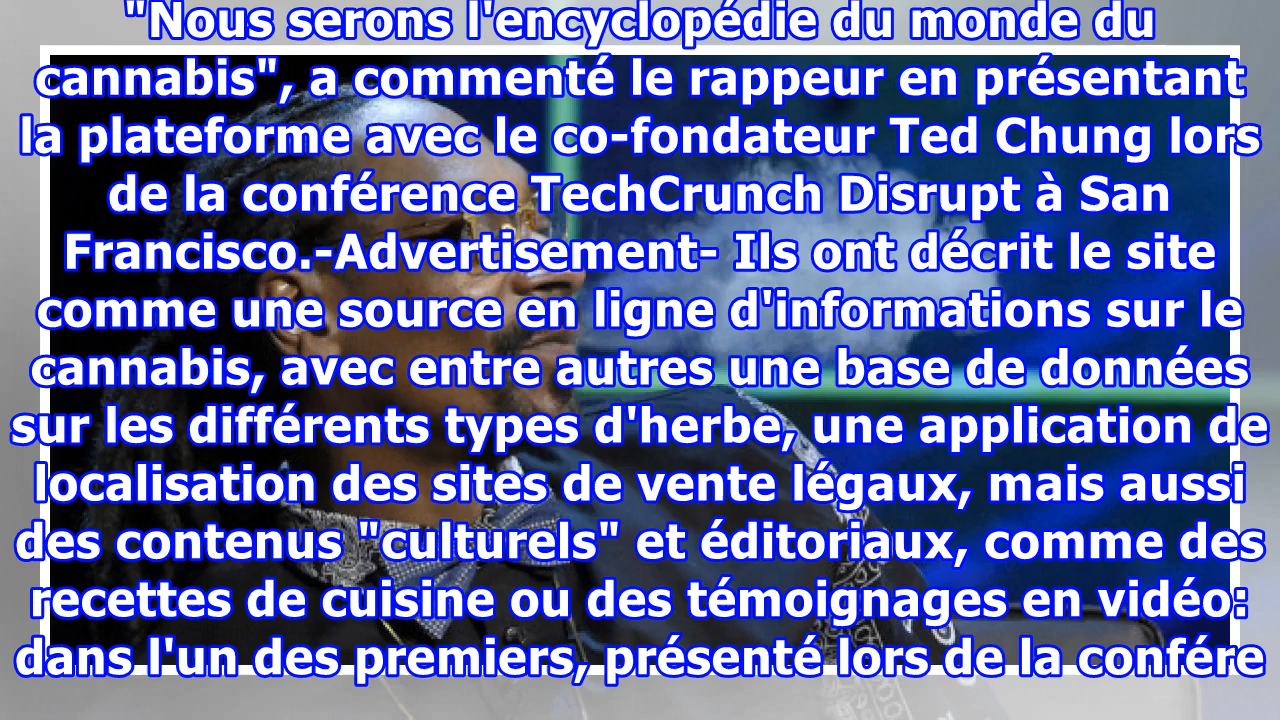 "Nous serons l'encyclopédie du monde du
cannabis", a commenté le rappeur en présentant
la plateforme avec le co-fondateur Ted Chung lors
de la conférence TechCrunch Disrupt à San
Francisco.-Advertisement- Ils ont décrit le site
comme une source en ligne d'informations sur le
cannabis, avec entre autres une base de données
sur les différents types d'herbe, une application de
localisation des sites de vente légaux, mais aussi
des contenus "culturels" et éditoriaux, comme des
recettes de cuisine ou des témoignages en vidéo:
dans l'un des premiers, présenté lors de la confére